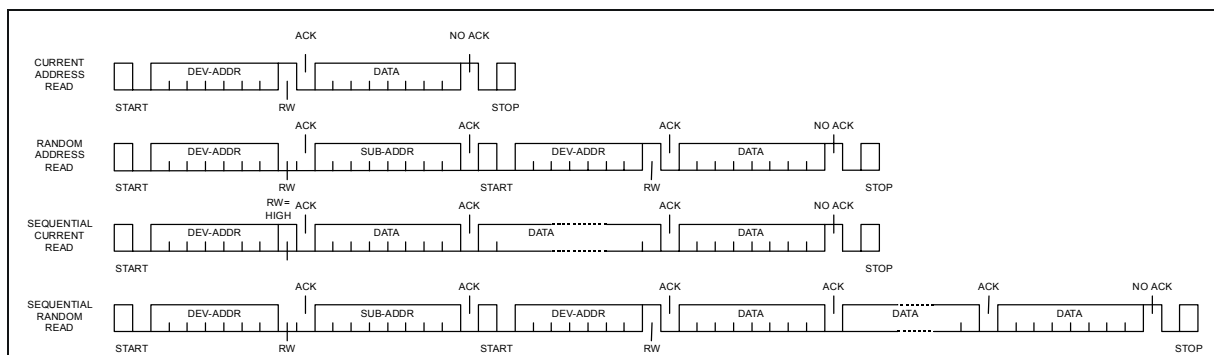 ACK NO ACK
CURRENT
ADDRESS
READ
DEV-ADDR DATA
START RW STOP
ACK ACK ACK NO ACK
RANDOM
ADDRESS
READ
DEV-ADDR SUB-ADDR DEV-ADDR DATA
START RW START RW STOP
RW=
HIGH
ACK ACK ACK NO ACK
SEQUENTIAL
CURRENT
READ
DEV-ADDR DATA DATA DATA
START STOP
ACK ACK ACK ACK ACK NO ACK
SEQUENTIAL
RANDOM
READ
DEV-ADDR SUB-ADDR DEV-ADDR DATA DATA DATA
START RW START RW STOP